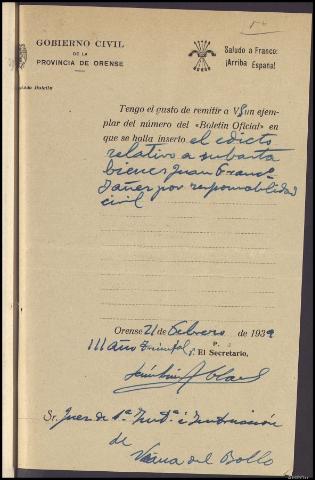 GOBIERNO CIVIL
DE LA
PROVINCIA DE ORENSE
Saludo a Franco:
¡Arriba España!
Boletín
Tengo el gusto de remitir a V. un ejem-
plar del número del «Boletín Oficial» en
que se halla inserto el edicto
relativo a subasta
bienes Juan Franco
Yañez por responsabilidad
civil
Orense 21 de Febrero de 1939
III año Triunfal P.
El Secretario,
Sr. Juez de 1ª Instª i Instrucción
de
Viana del Bollo